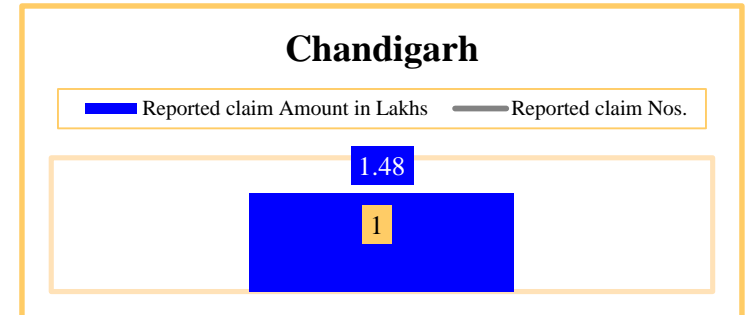 Chandigarh
Reported claim Amount in Lakhs Reported claim Nos.
1.48
1